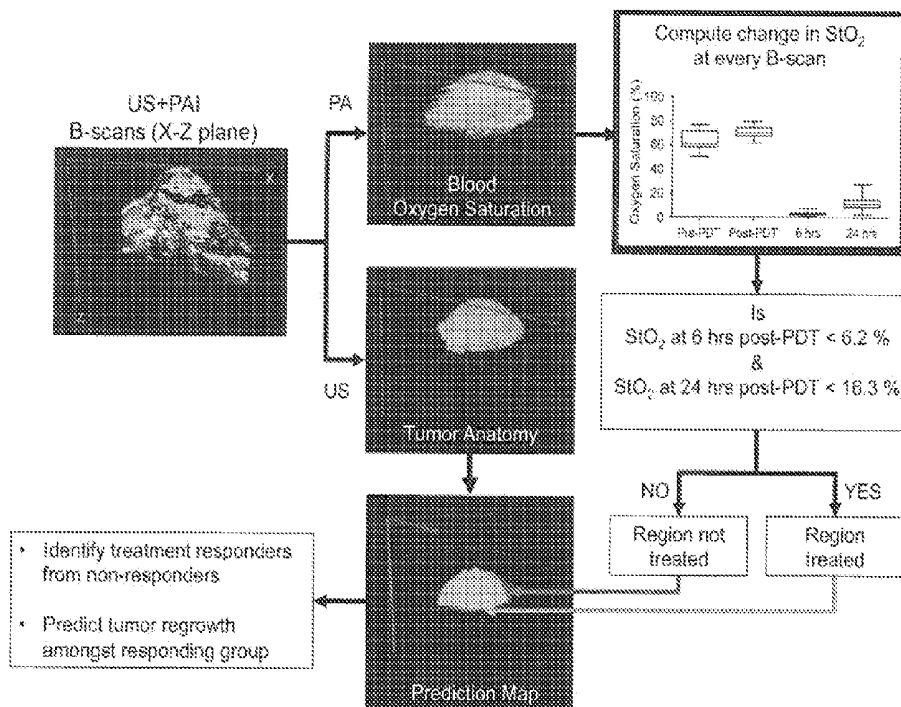 US+PAI
B-scans (X-Z plane)
X
Z
PA
US
Blood
Oxygen Saturation
Tumor Anatomy
Compute change in StO₂
at every B-scan
Oxygen Saturation (%)
100
80
60
40
20
0
Pre-PDT
Post-PDT
6 hrs
24 hrs
Is
StO₂ at 6 hrs post-PDT < 6.2 %
&
StO₂ at 24 hrs post-PDT < 16.3 %
NO
YES
Region not
treated
Region
treated
Prediction Map
• Identify treatment responders
from non-responders
• Predict tumor regrowth
amongst responding group